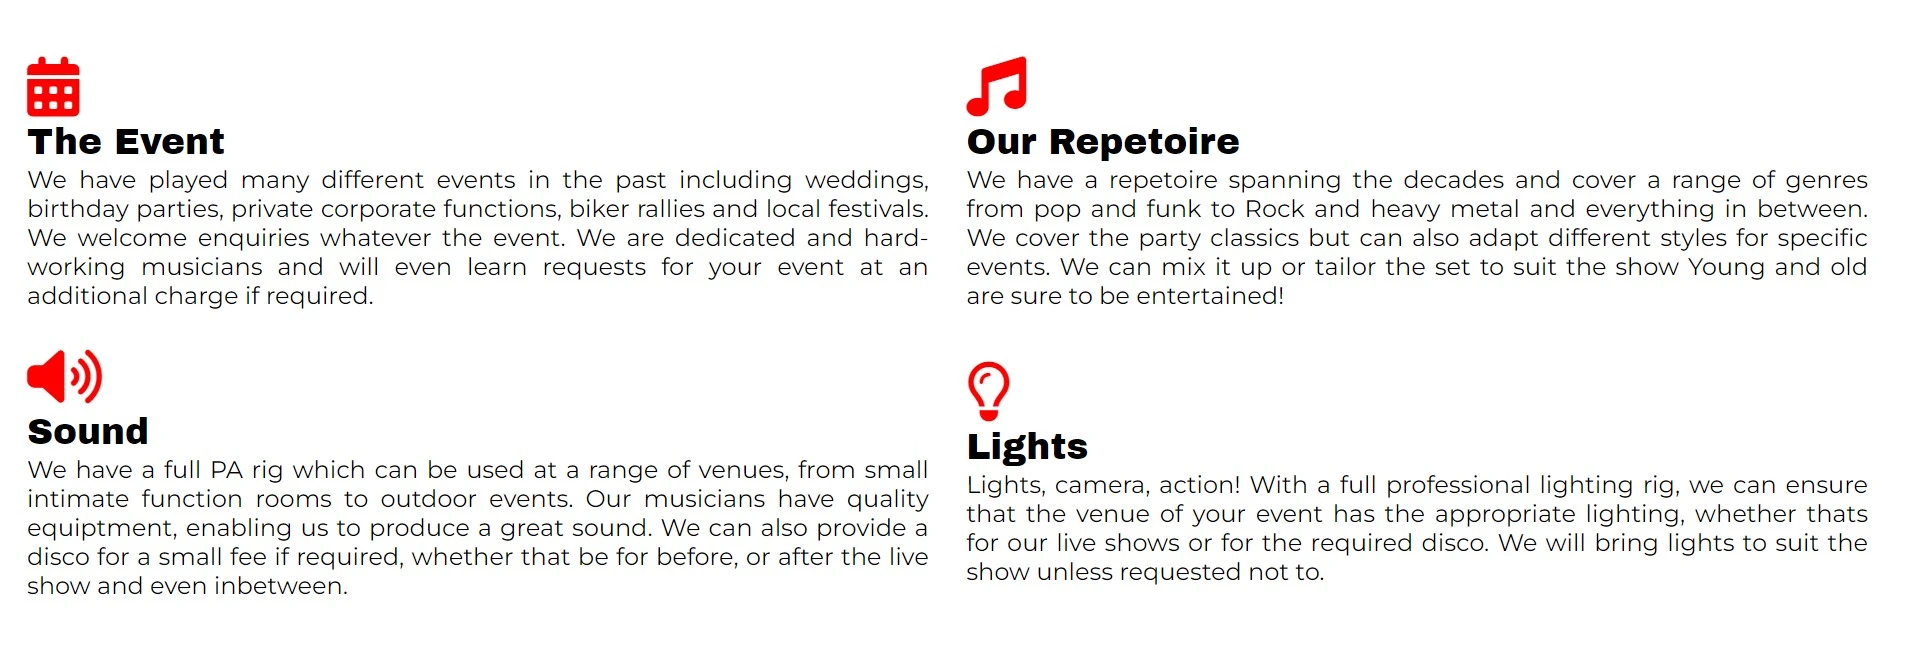 The Event
We have played many different events in the past including weddings,
birthday parties, private corporate functions, biker rallies and local festivals.
We welcome enquiries whatever the event. We are dedicated and hard-
working musicians and will even learn requests for your event at an
additional charge if required.
Our Repetoire
We have a repetoire spanning the decades and cover a range of genres
from pop and funk to Rock and heavy metal and everything in between.
We cover the party classics but can also adapt different styles for specific
events. We can mix it up or tailor the set to suit the show Young and old
are sure to be entertained!
Sound
We have a full PA rig which can be used at a range of venues, from small
intimate function rooms to outdoor events. Our musicians have quality
equiptment, enabling us to produce a great sound. We can also provide a
disco for a small fee if required, whether that be for before, or after the live
show and even inbetween.
Lights
Lights, camera, action! With a full professional lighting rig, we can ensure
that the venue of your event has the appropriate lighting, whether thats
for our live shows or for the required disco. We will bring lights to suit the
show unless requested not to.